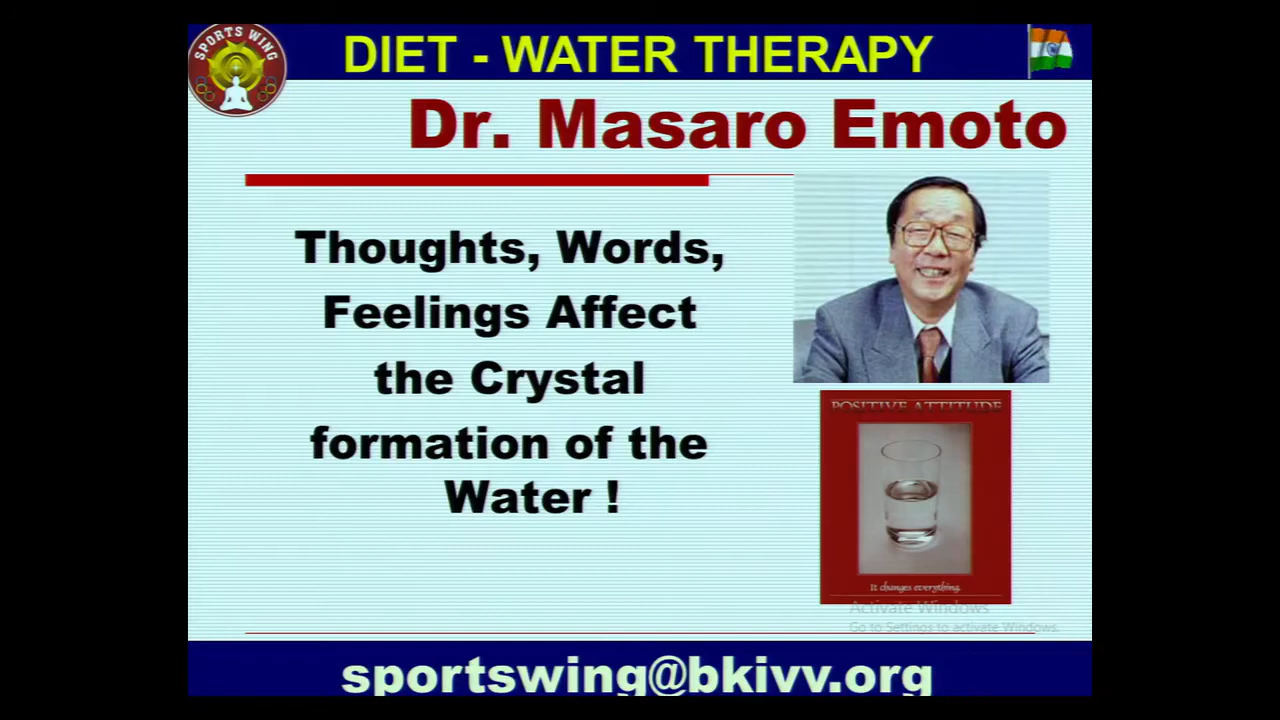 SPORTS WING
DIET - WATER THERAPY
Dr. Masaro Emoto
Thoughts, Words,
Feelings Affect
the Crystal
formation of the
Water !
POSITIVE ATTITUDE
It changes everything.
Activate Windows
Go to Settings to activate Windows.
sportswing@bkivv.org